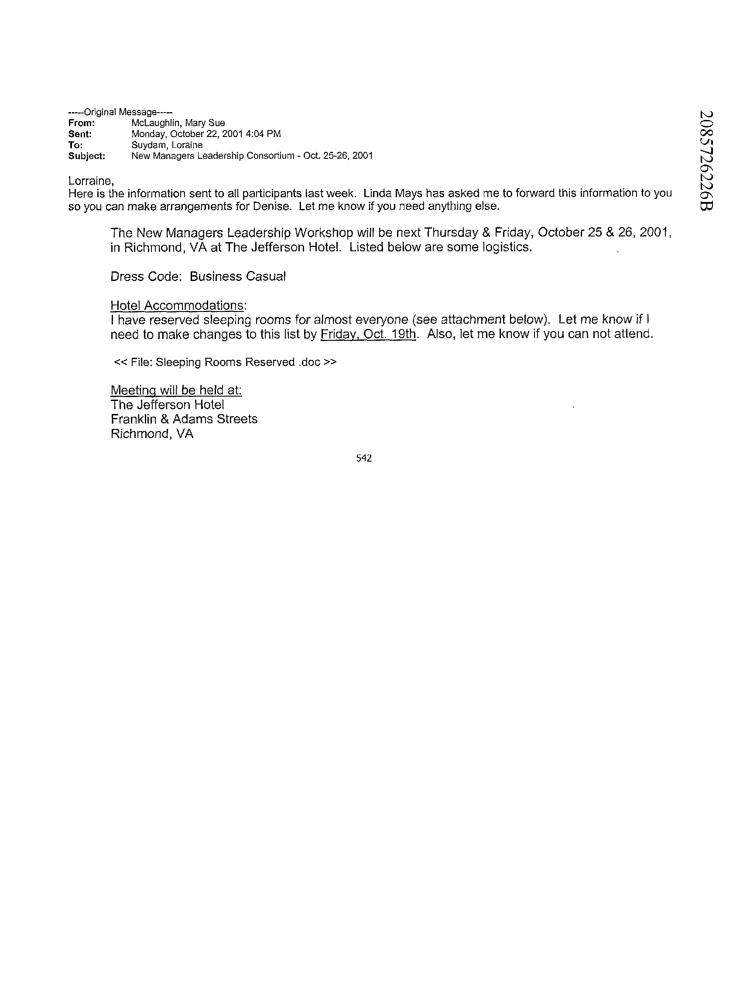 -----Original Message-----
From: McLaughlin, Mary Sue
Sent: Monday, October 22, 2001 4:04 PM
To: Suydam, Loraine
Subject: New Managers Leadership Consortium - Oct. 25-26, 2001
Lorraine,
Here is the information sent to all participants last week.  Linda Mays has asked me to forward this information to you
so you can make arrangements for Denise.  Let me know if you need anything else.
The New Managers Leadership Workshop will be next Thursday & Friday, October 25 & 26, 2001,
in Richmond, VA at The Jefferson Hotel.  Listed below are some logistics.
Dress Code:  Business Casual
Hotel Accommodations:
I have reserved sleeping rooms for almost everyone (see attachment below).  Let me know if I
need to make changes to this list by Friday, Oct. 19th.  Also, let me know if you can not attend.
<< File: Sleeping Rooms Reserved .doc >>
Meeting will be held at:
The Jefferson Hotel
Franklin & Adams Streets
Richmond, VA
542
2085726226B